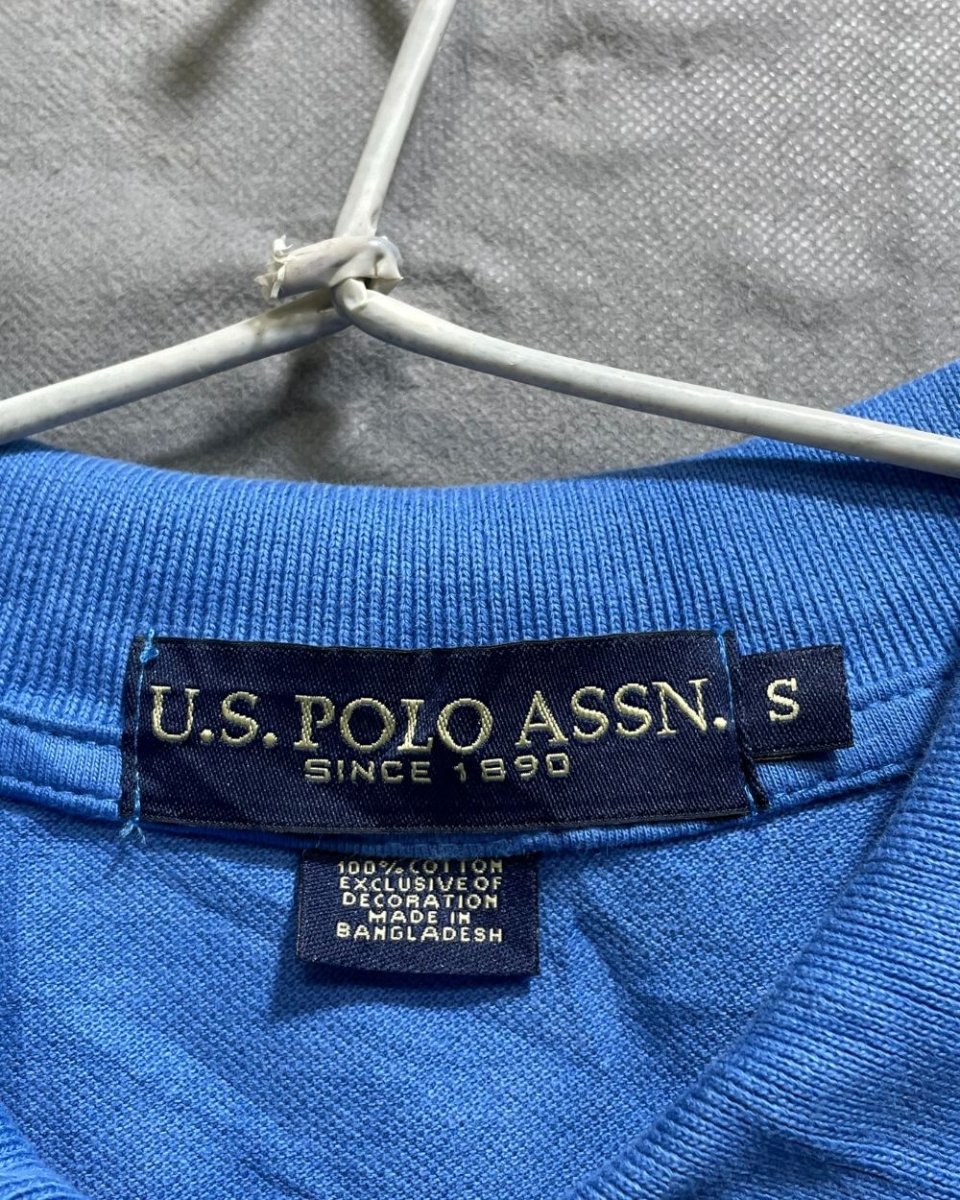 U.S. POLO ASSN.
SINCE 1890
S
100% COTTON
EXCLUSIVE OF
DECORATION
MADE IN
BANGLADESH